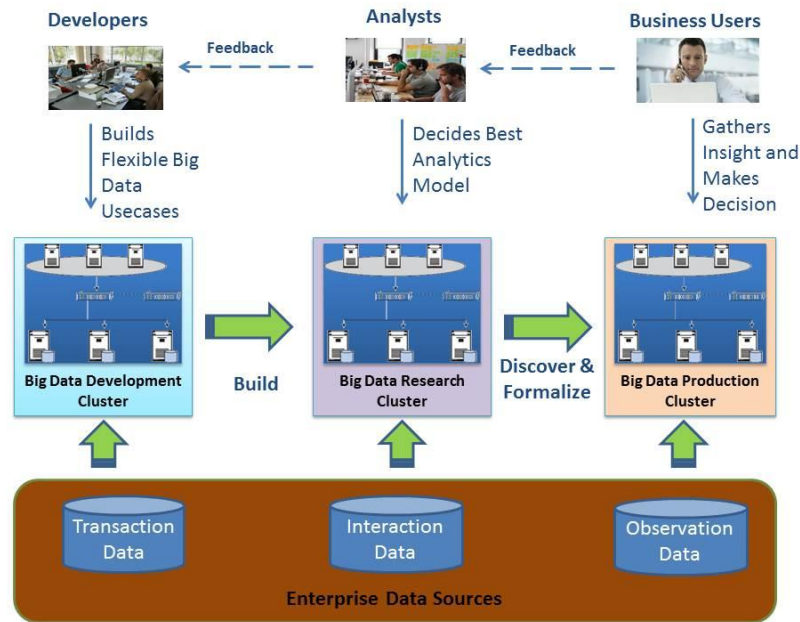 Developers
Analysts
Business Users
Feedback
Feedback
Builds
Flexible Big
Data
Usecases
Decides Best
Analytics
Model
Gathers
Insight and
Makes
Decision
Big Data Development
Cluster
Build
Big Data Research
Cluster
Discover &
Formalize
Big Data Production
Cluster
Transaction
Data
Interaction
Data
Observation
Data
Enterprise Data Sources